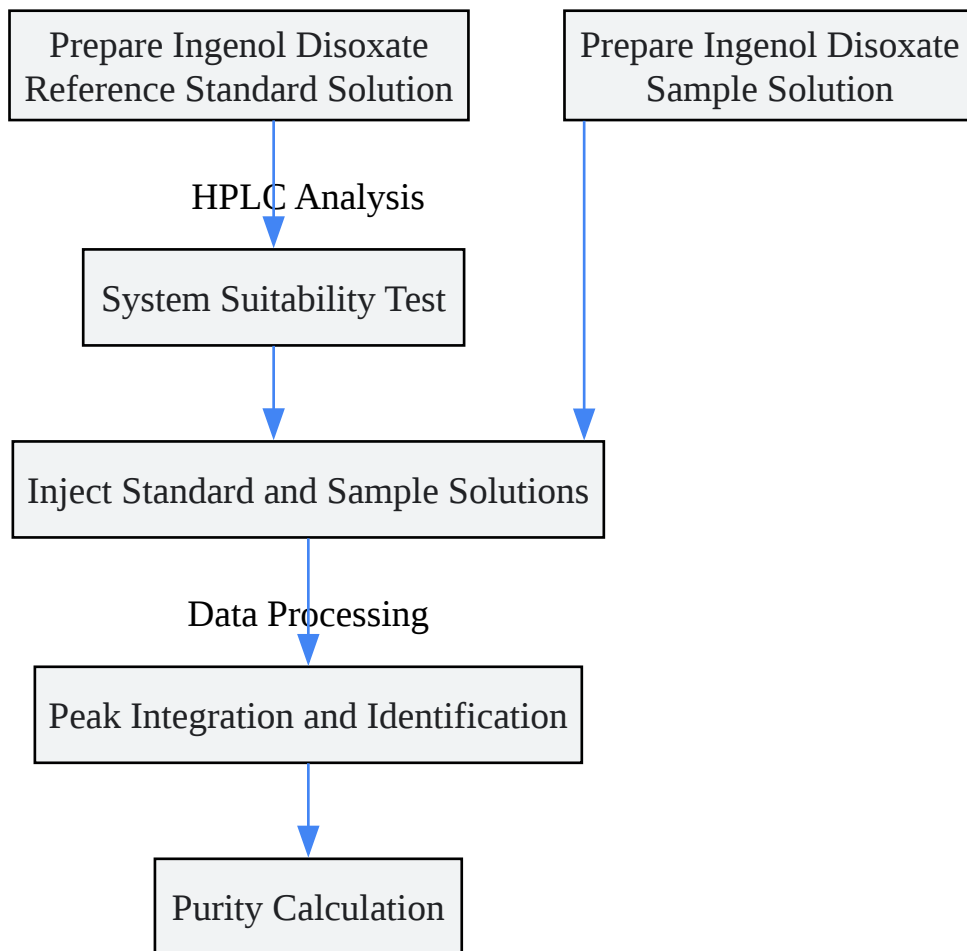 Prepare Ingenol Disoxate
Reference Standard Solution
Prepare Ingenol Disoxate
Sample Solution
HPLC Analysis
System Suitability Test
Inject Standard and Sample Solutions
Data Processing
Peak Integration and Identification
Purity Calculation